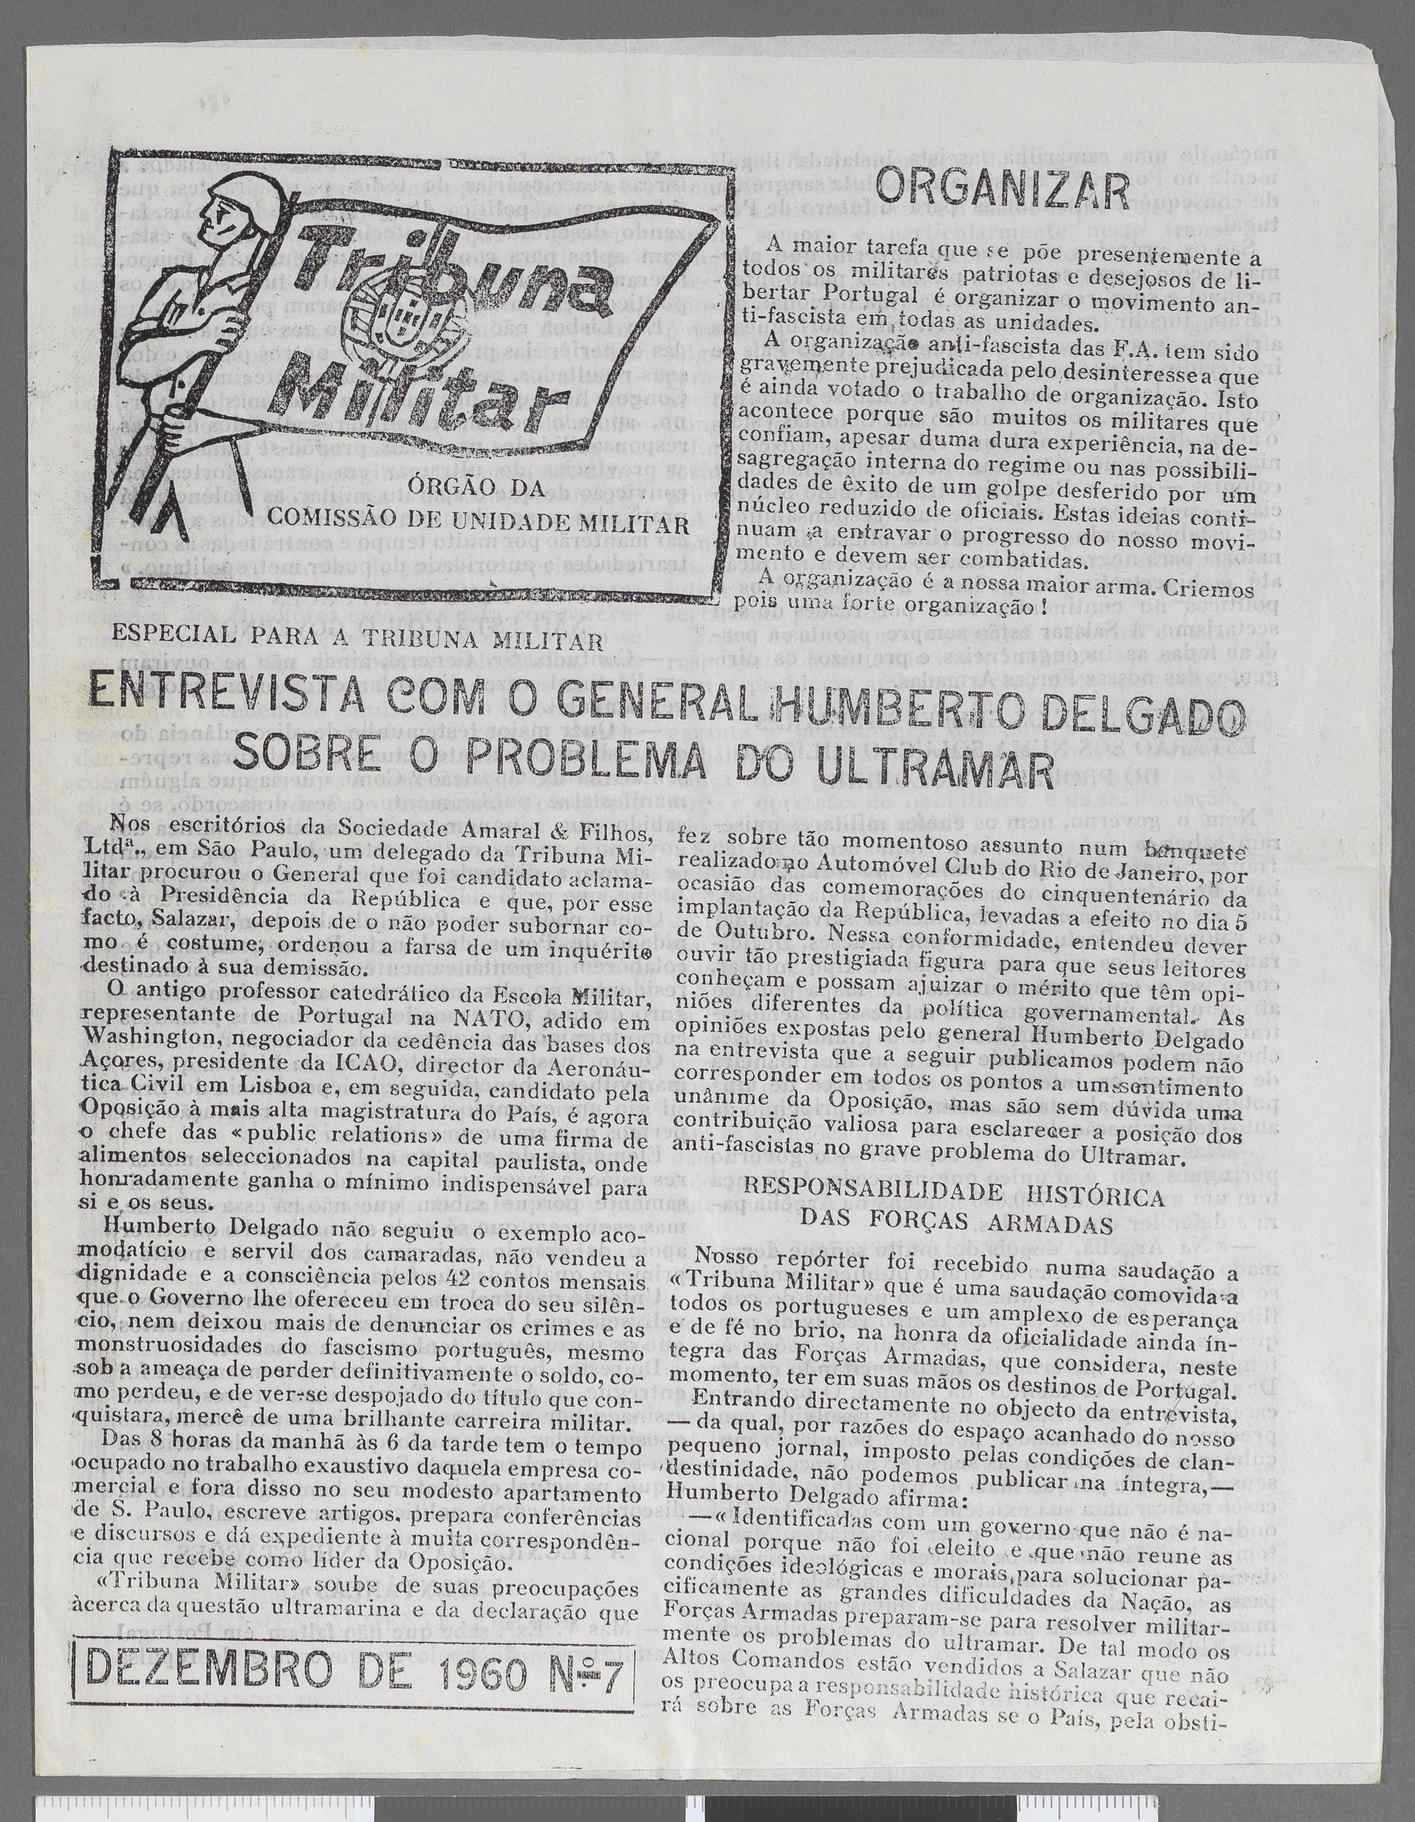 Tribuna
Militar
ÓRGÃO DA
COMISSÃO DE UNIDADE MILITAR
ORGANIZAR
A maior tarefa que se põe presentemente a
todos os militares patriotas e desejosos de li-
bertar Portugal é organizar o movimento an-
ti-fascista em todas as unidades.
A organização anti-fascista das F.A. tem sido
gravemente prejudicada pelo desinteresse a que
é ainda votado o trabalho de organização. Isto
acontece porque são muitos os militares que
confiam, apesar duma dura experiência, na de-
sagregação interna do regime ou nas possibili-
dades de êxito de um golpe desferido por um
núcleo reduzido de oficiais. Estas ideias conti-
nuam a entravar o progresso do nosso movi-
mento e devem ser combatidas.
A organização é a nossa maior arma. Criemos
pois uma forte organização !
ESPECIAL PARA A TRIBUNA MILITAR
ENTREVISTA COM O GENERAL HUMBERTO DELGADO
SOBRE O PROBLEMA DO ULTRAMAR
Nos escritórios da Sociedade Amaral & Filhos,
Ltdª., em São Paulo, um delegado da Tribuna Mi-
litar procurou o General que foi candidato aclama-
do à Presidência da República e que, por esse
facto, Salazar, depois de o não poder subornar co-
mo é costume, ordenou a farsa de um inquérito
destinado à sua demissão.
O antigo professor catedrático da Escola Militar,
representante de Portugal na NATO, adido em
Washington, negociador da cedência das bases dos
Açores, presidente da ICAO, director da Aeronáu-
tica Civil em Lisboa e, em seguida, candidato pela
Oposição à mais alta magistratura do País, é agora
o chefe das «public relations» de uma firma de
alimentos seleccionados na capital paulista, onde
honradamente ganha o mínimo indispensável para
si e os seus.
Humberto Delgado não seguiu o exemplo aco-
modatício e servil dos camaradas, não vendeu a
dignidade e a consciência pelos 42 contos mensais
que o Governo lhe ofereceu em troca do seu silên-
cio, nem deixou mais de denunciar os crimes e as
monstruosidades do fascismo português, mesmo
sob a ameaça de perder definitivamente o soldo, co-
mo perdeu, e de ver-se despojado do título que con-
quistara, mercê de uma brilhante carreira militar.
Das 8 horas da manhã às 6 da tarde tem o tempo
ocupado no trabalho exaustivo daquela empresa co-
mercial e fora disso no seu modesto apartamento
de S. Paulo, escreve artigos, prepara conferências
e discursos e dá expediente à muita correspondên-
cia que recebe como líder da Oposição.
«Tribuna Militar» soube de suas preocupações
àcerca da questão ultramarina e da declaração que
DEZEMBRO DE 1960 Nº 7
fez sobre tão momentoso assunto num banquete
realizado no Automóvel Club do Rio de Janeiro, por
ocasião das comemorações do cinquentenário da
implantação da República, levadas a efeito no dia 5
de Outubro. Nessa conformidade, entendeu dever
ouvir tão prestigiada figura para que seus leitores
conheçam e possam ajuizar o mérito que têm opi-
niões diferentes da política governamental. As
opiniões expostas pelo general Humberto Delgado
na entrevista que a seguir publicamos podem não
corresponder em todos os pontos a um sentimento
unânime da Oposição, mas são sem dúvida uma
contribuição valiosa para esclarecer a posição dos
anti-fascistas no grave problema do Ultramar.
RESPONSABILIDADE HISTÓRICA
DAS FORÇAS ARMADAS
Nosso repórter foi recebido numa saudação a
«Tribuna Militar» que é uma saudação comovida a
todos os portugueses e um amplexo de esperança
e de fé no brio, na honra da oficialidade ainda ín-
tegra das Forças Armadas, que considera, neste
momento, ter em suas mãos os destinos de Portugal.
Entrando directamente no objecto da entrevista,
— da qual, por razões do espaço acanhado do nosso
pequeno jornal, imposto pelas condições de clan-
destinidade, não podemos publicar na íntegra, —
Humberto Delgado afirma:
— «Identificadas com um governo que não é na-
cional porque não foi eleito e que não reune as
condições ideológicas e morais para solucionar pa-
cificamente as grandes dificuldades da Nação, as
Forças Armadas preparam-se para resolver militar-
mente os problemas do ultramar. De tal modo os
Altos Comandos estão vendidos a Salazar que não
os preocupa a responsabilidade histórica que recai-
rá sobre as Forças Armadas se o País, pela obsti-